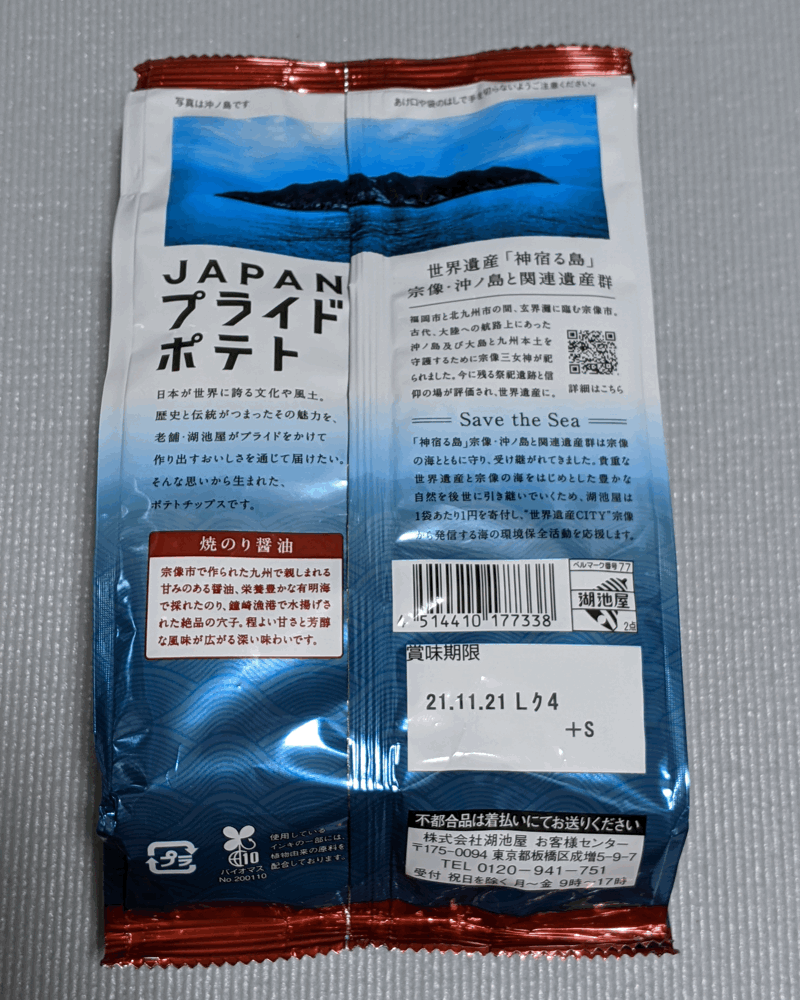 写真は沖ノ島です
あけ口や袋のはしで手を切らないようご注意ください。
JAPAN
プライド
ポテト
日本が世界に誇る文化や風土。
歴史と伝統がつまったその魅力を、
老舗・湖池屋がプライドをかけて
作り出すおいしさを通じて届けたい。
そんな思いから生まれた、
ポテトチップスです。
焼のり醤油
宗像市で作られた九州で親しまれる
甘みのある醤油、栄養豊かな有明海
で採れたのり、鐘崎漁港で水揚げさ
れた絶品の穴子。程よい甘さと芳醇
な風味が広がる深い味わいです。
プラ
10
バイオマス
No.200110
使用している
インキの一部には、
植物由来の原料を
配合しております。
世界遺産「神宿る島」
宗像・沖ノ島と関連遺産群
福岡市と北九州市の間、玄界灘に臨む宗像市。
古代、大陸への航路上にあった
沖ノ島及び大島と九州本土を
守護するために宗像三女神が祀
られました。今に残る祭祀遺跡と信
仰の場が評価され、世界遺産に。
詳細はこちら
Save the Sea
「神宿る島」宗像・沖ノ島と関連遺産群は宗像
の海とともに守り、受け継がれてきました。貴重な
世界遺産と宗像の海をはじめとした豊かな
自然を後世に引き継いでいくため、湖池屋は
1袋あたり1円を寄付し、"世界遺産CITY"宗像
から発信する海の環境保全活動を応援します。
4 514410 177338
ベルマーク番号77
湖池屋
2点
賞味期限
21.11.21 Lク4
+S
不都合品は着払いにてお送りください
株式会社湖池屋 お客様センター
〒175-0094 東京都板橋区成増5-9-7
TEL 0120-941-751
受付 祝日を除く月〜金 9時〜17時